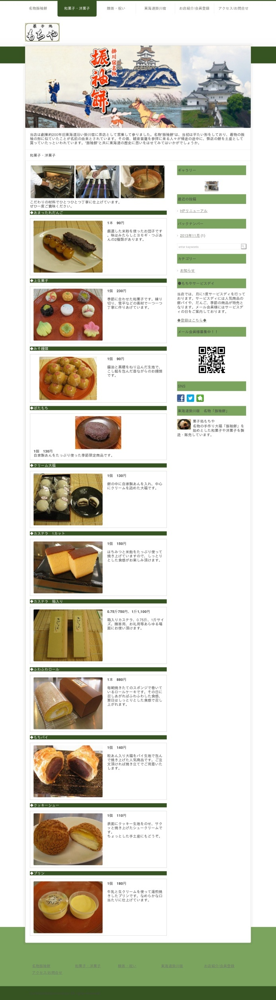 名物振袖餅
和菓子・洋菓子
贈答・祝い
東海道掛川宿
お店紹介/会員登録
アクセス/お問合せ
菓子処
もちや
掛川宿名物
振袖餅
当店は創業約200年旧東海道沿い掛川宿に茶店として営業して参りました。名物“振袖餅”は、当初は平たい形をしており、着物の振
袖の形に似ていたことが名前の由来とされています。その昔、観音菩薩を参拝に来る人々が帰途の途中に、弊店の餅を土産として
買っていたっといわれています。“振袖餅”と共に東海道の歴史に思いをはせてみてはいかがでしょうか。
和菓子・洋菓子
こだわりの材料でひとつひとつ丁寧に仕上げています。
ぜひ一度ご賞味ください。
◆あまったれだんご
1本　90円
厳選した米粉を使ったお団子です
。味はみたらしとヨモギ・つぶあ
んの2種類があります。
◆上生菓子
1個　230円
季節に合わせた和菓子です。練り
切り、雪平などの素材で一つ一つ
丁寧に作りあげています。
◆みそ饅頭
1個　90円
醤油と黒糖をねり込んだ生地で、
こし餡を包んだ昔ながらのお饅頭
です。
◆ぼたもち
1個　130円
自家製あんをたっぷり使った季節限定商品です。
◆クリーム大福
1個　130円
餅の中に自家製あんを入れ、中心
にクリームを詰めた大福です。
◆カステラ　1カット
1個　150円
はちみつと米飴をたっぷり使って
焼き上げていますので、しっとり
とした食感がお楽しみ頂けます。
◆カステラ　箱入り
0.75斤750円、1斤1,100円
箱入りカステラ、0.75斤、1斤サイ
ズ。贈答用、お礼用等あらゆる場
面にお使い頂けます。
◆ふわふわロール
1本　880円
毎朝焼きたてのスポンジで巻いて
いるロールケーキです。その日に
召しあがればふわふわした食感、
翌日はしっとりとした食感で召し
上がれます。
◆もちパイ
1個　140円
粒あん入り大福をパイ生地で包ん
で焼き上げた人気商品です。ご注
文頂ければ焼き立てでご用意いた
します。
◆クッキーシュー
1個　110円
表面にクッキー生地をのせ、サク
ッと焼き上げたシュークリームで
す。
ちょっとした手土産にもどうぞ。
◆プリン
プリン
1個　180円
牛乳と生クリームを使って湯煎焼
きしたプリンです。なめらかな口
当たりに仕上げています。
ギャラリー
最近の投稿
HPリニューアル
バックナンバー
2013年11月 (1)
enter keywords
カテゴリー
お知らせ
●もちやサービスデイ
当店では、月に1度サービスディを行って
おります。サービスディには人気商品の
餅パイや、だんご、季節の商品が特売と
なります。メール会員様にはサービスデ
ィの日をご案内しております。
◆登録はこちら◆
メール会員様募集中！！
SNS
東海道掛川宿　名物「振袖餅」
菓子処もちや
名物の手作り大福「振袖餅」を
始めとした和菓子や洋菓子を製
造・販売しています。
名物振袖餅
和菓子・洋菓子
贈答・祝い
東海道掛川宿
お店紹介/会員登録
アクセス/お問合せ